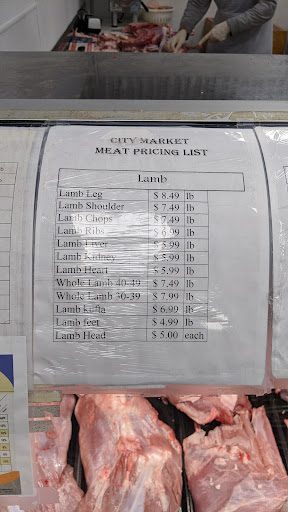 CITY MARKET
MEAT PRICING LIST
Lamb
Lamb Leg $ 8.49 lb
Lamb Shoulder $ 7.49 lb
Lamb Chops $ 7.49 lb
Lamb Ribs $ 6.99 lb
Lamb Liver $ 5.99 lb
Lamb Kidney $ 5.99 lb
Lamb Heart $ 5.99 lb
Whole Lamb 40-49 $ 7.49 lb
Whole Lamb 30-39 $ 7.99 lb
Lamb kufta $ 6.99 lb
Lamb feet $ 4.99 lb
Lamb Head $ 5.00 each